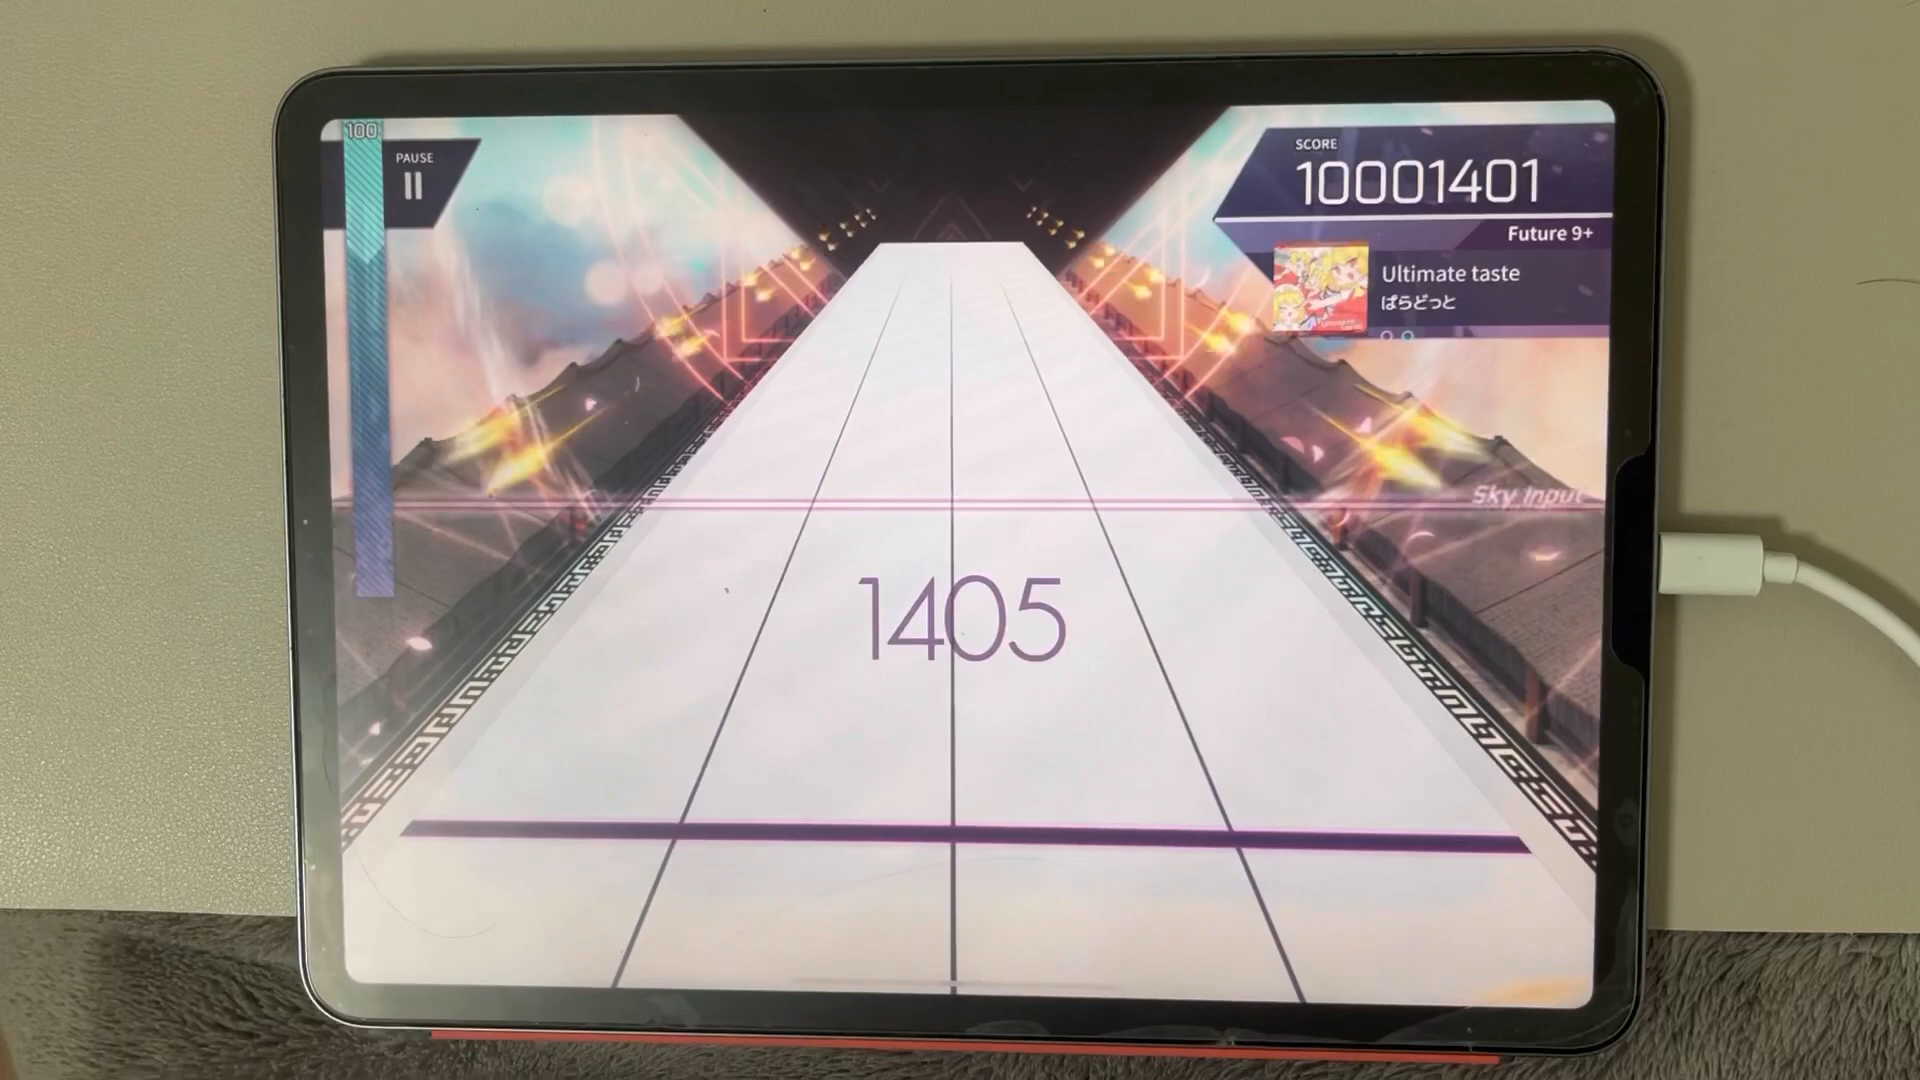 100
PAUSE
SCORE
10001401
Future 9+
Ultimate taste
ぱらどっと
Sky Input
1405